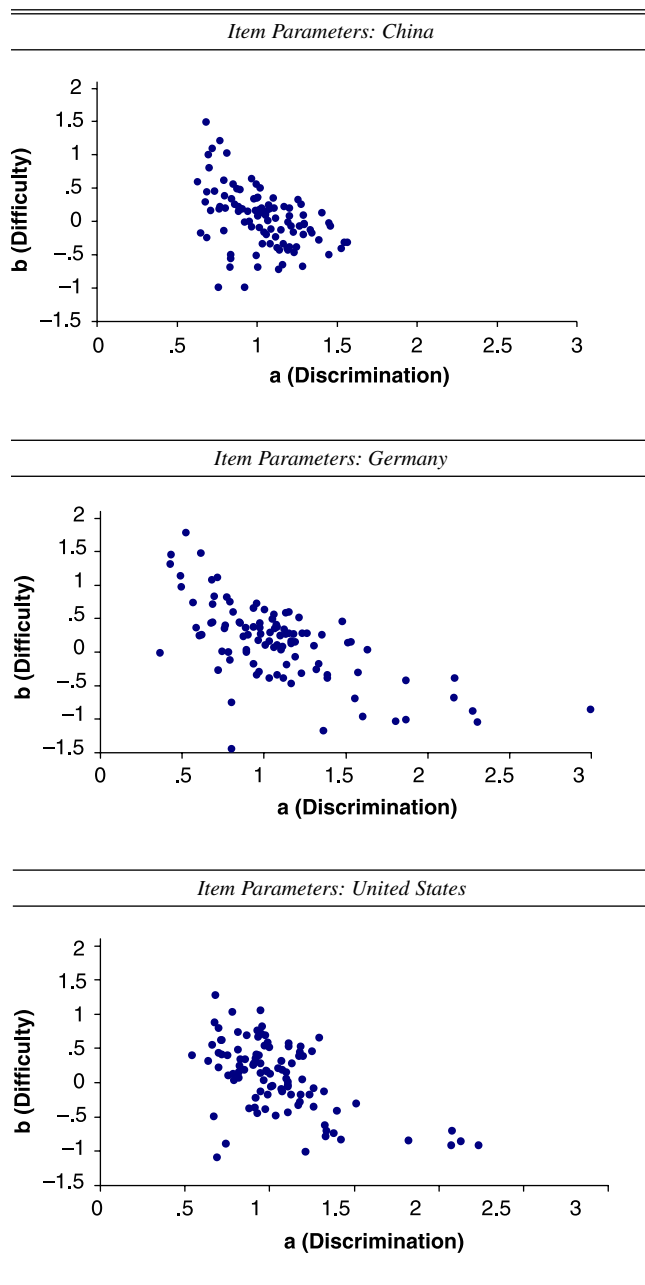 Item Parameters: China
2
1.5
1
.5
0
−.5
−1
−1.5
b (Difficulty)
0 .5 1 1.5 2 2.5 3
a (Discrimination)
Item Parameters: Germany
2
1.5
1
.5
0
−.5
−1
−1.5
b (Difficulty)
0 .5 1 1.5 2 2.5 3
a (Discrimination)
Item Parameters: United States
2
1.5
1
.5
0
−.5
−1
−1.5
b (Difficulty)
0 .5 1 1.5 2 2.5 3
a (Discrimination)